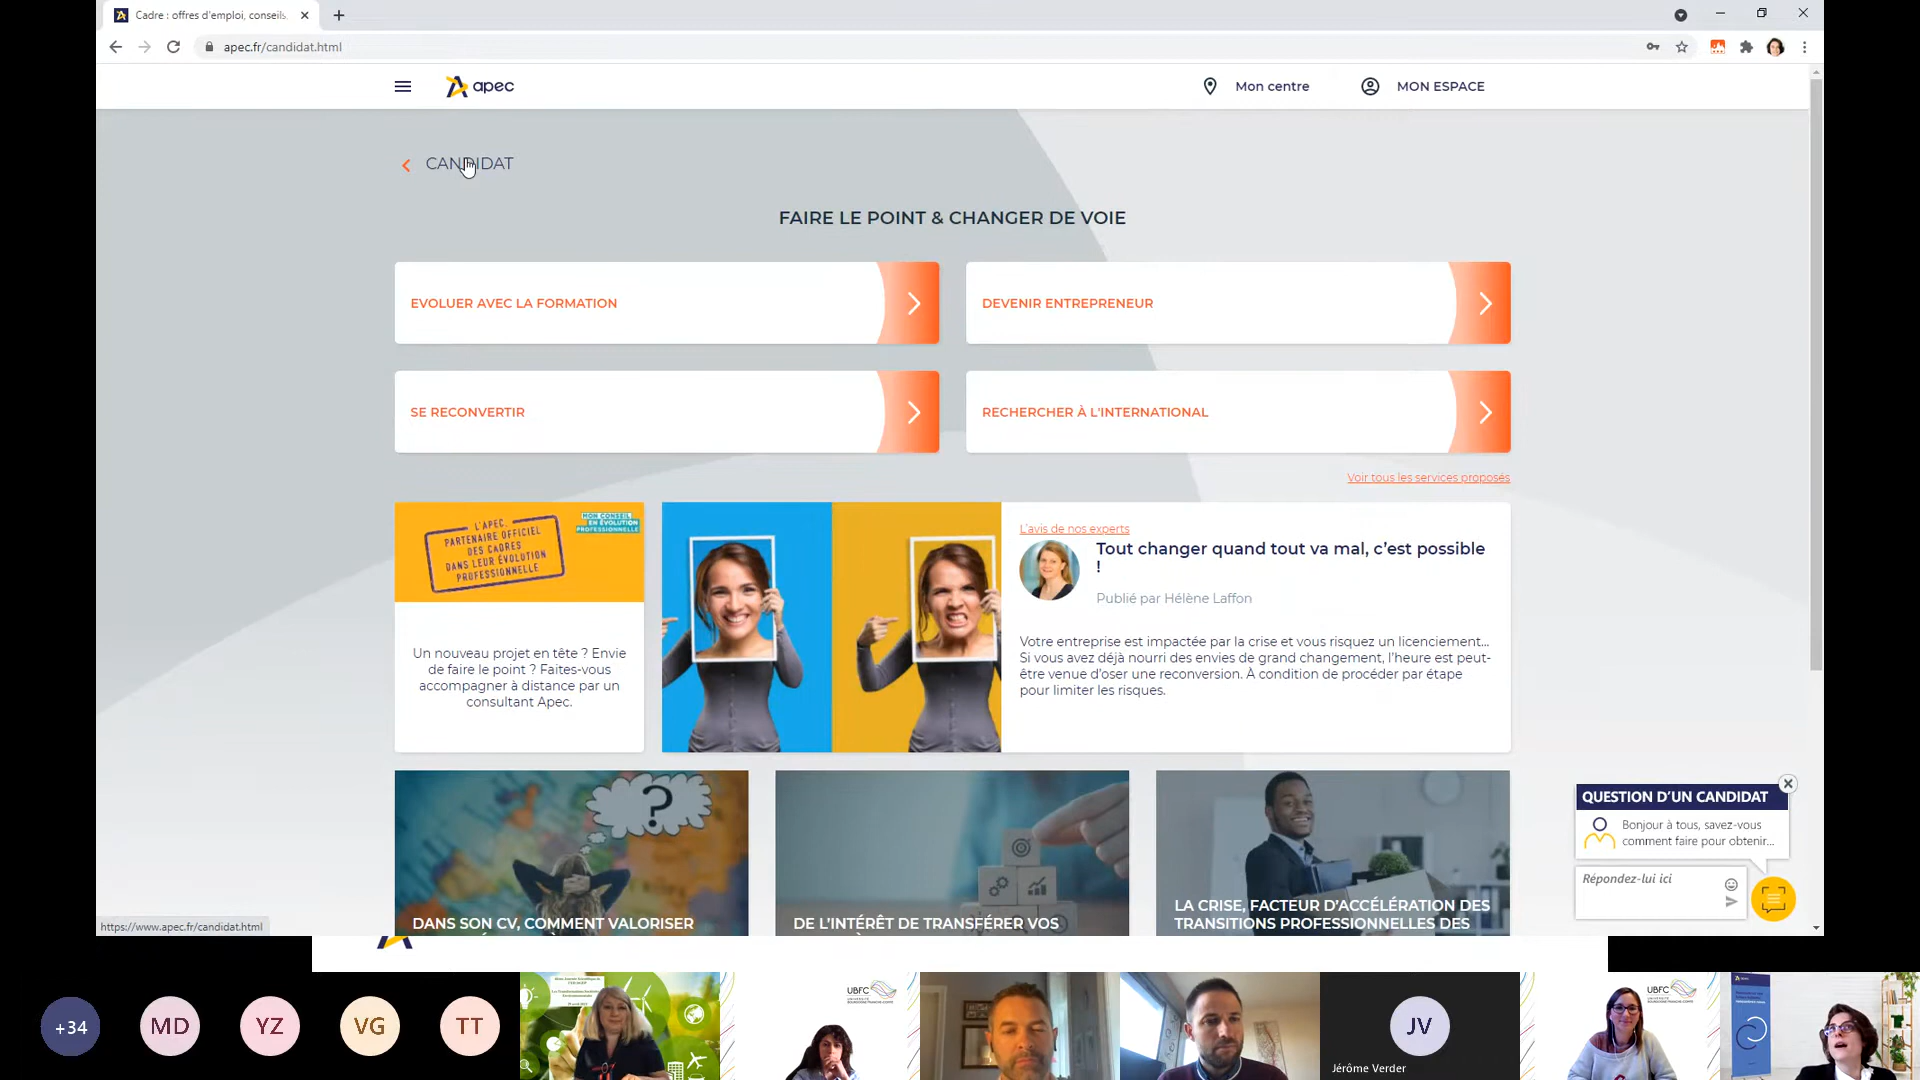 Cadre : offres d'emploi, conseils,
apec.fr/candidat.html
apec
Mon centre
MON ESPACE
CANDIDAT
FAIRE LE POINT & CHANGER DE VOIE
EVOLUER AVEC LA FORMATION
DEVENIR ENTREPRENEUR
SE RECONVERTIR
RECHERCHER À L'INTERNATIONAL
Voir tous les services proposés
L'APEC,
PARTENAIRE OFFICIEL
DES CADRES
DANS LEUR ÉVOLUTION
PROFESSIONNELLE
MON CONSEIL
EN ÉVOLUTION
PROFESSIONNELLE
Un nouveau projet en tête ? Envie
de faire le point ? Faites-vous
accompagner à distance par un
consultant Apec.
L'avis de nos experts
Tout changer quand tout va mal, c'est possible
!
Publié par Hélène Laffon
Votre entreprise est impactée par la crise et vous risquez un licenciement...
Si vous avez déjà nourri des envies de grand changement, l'heure est peut-
être venue d'oser une reconversion. À condition de procéder par étape
pour limiter les risques.
?
DANS SON CV, COMMENT VALORISER
DE L'INTÉRÊT DE TRANSFÉRER VOS
LA CRISE, FACTEUR D'ACCÉLÉRATION DES
TRANSITIONS PROFESSIONNELLES DES
QUESTION D'UN CANDIDAT
Bonjour à tous, savez-vous
comment faire pour obtenir...
Répondez-lui ici
https://www.apec.fr/candidat.html
+34
MD
YZ
VG
TT
UBFC
JV
Jérôme Verder
UBFC